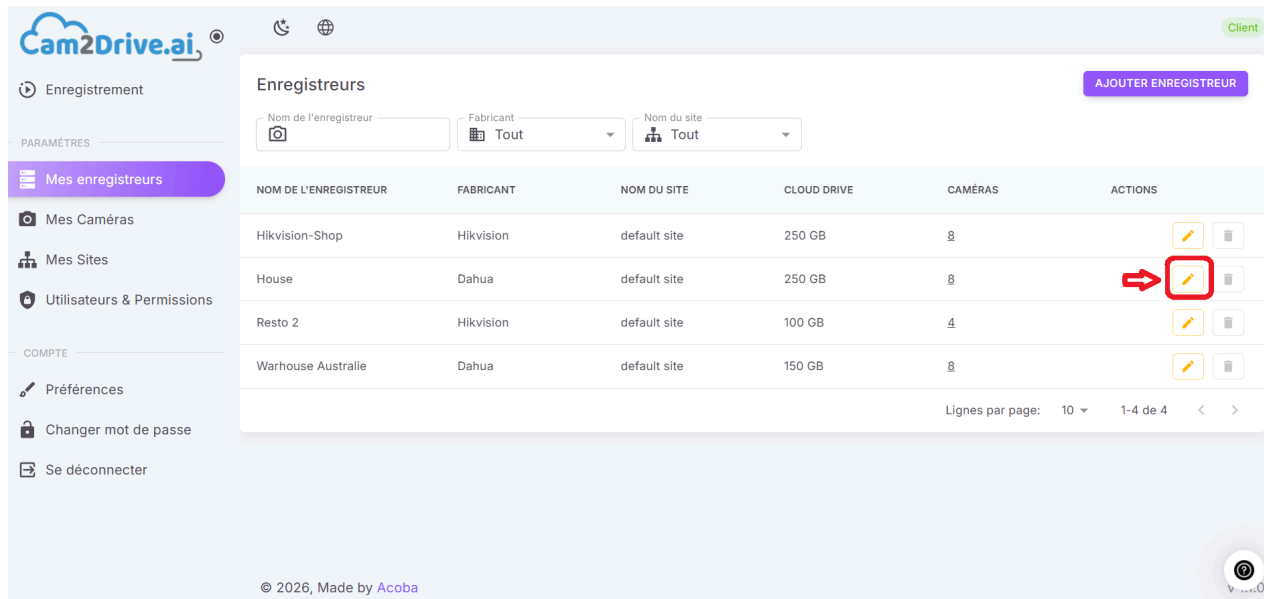 Cam2Drive.ai
Client
Enregistrement
PARAMÉTRES
Mes enregistreurs
Mes Caméras
Mes Sites
Utilisateurs & Permissions
COMPTE
Préférences
Changer mot de passe
Se déconnecter
Enregistreurs
AJOUTER ENREGISTREUR
Nom de l'enregistreur
Fabricant
Tout
Nom du site
Tout
NOM DE L'ENREGISTREUR FABRICANT NOM DU SITE CLOUD DRIVE CAMÉRAS ACTIONS
Hikvision-Shop Hikvision default site 250 GB 8
House Dahua default site 250 GB 8
Resto 2 Hikvision default site 100 GB 4
Warhouse Australie Dahua default site 150 GB 8
Lignes par page: 10 1-4 de 4
© 2026, Made by Acoba